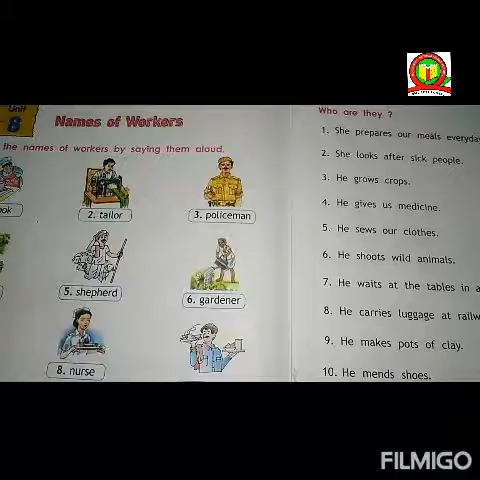 Unit
8
Names of Workers
the names of workers by saying them aloud.
ook
2. tailor
3. policeman
5. shepherd
6. gardener
8. nurse
Who are they ?
1. She prepares our meals everyday
2. She looks after sick people.
3. He grows crops.
4. He gives us medicine.
5. He sews our clothes.
6. He shoots wild animals.
7. He waits at the tables in a
8. He carries luggage at railw
9. He makes pots of clay.
10. He mends shoes.
FILMIGO